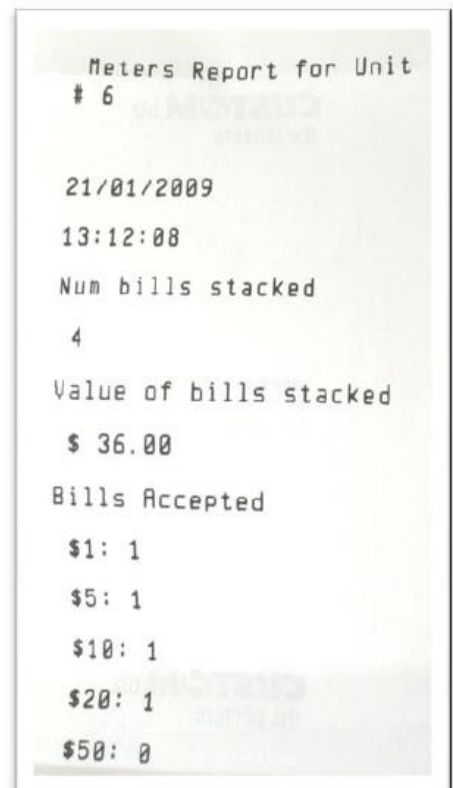 Meters Report for Unit
# 6
21/01/2009
13:12:08
Num bills stacked
4
Value of bills stacked
$ 36.00
Bills Accepted
$1: 1
$5: 1
$10: 1
$20: 1
$50: 0